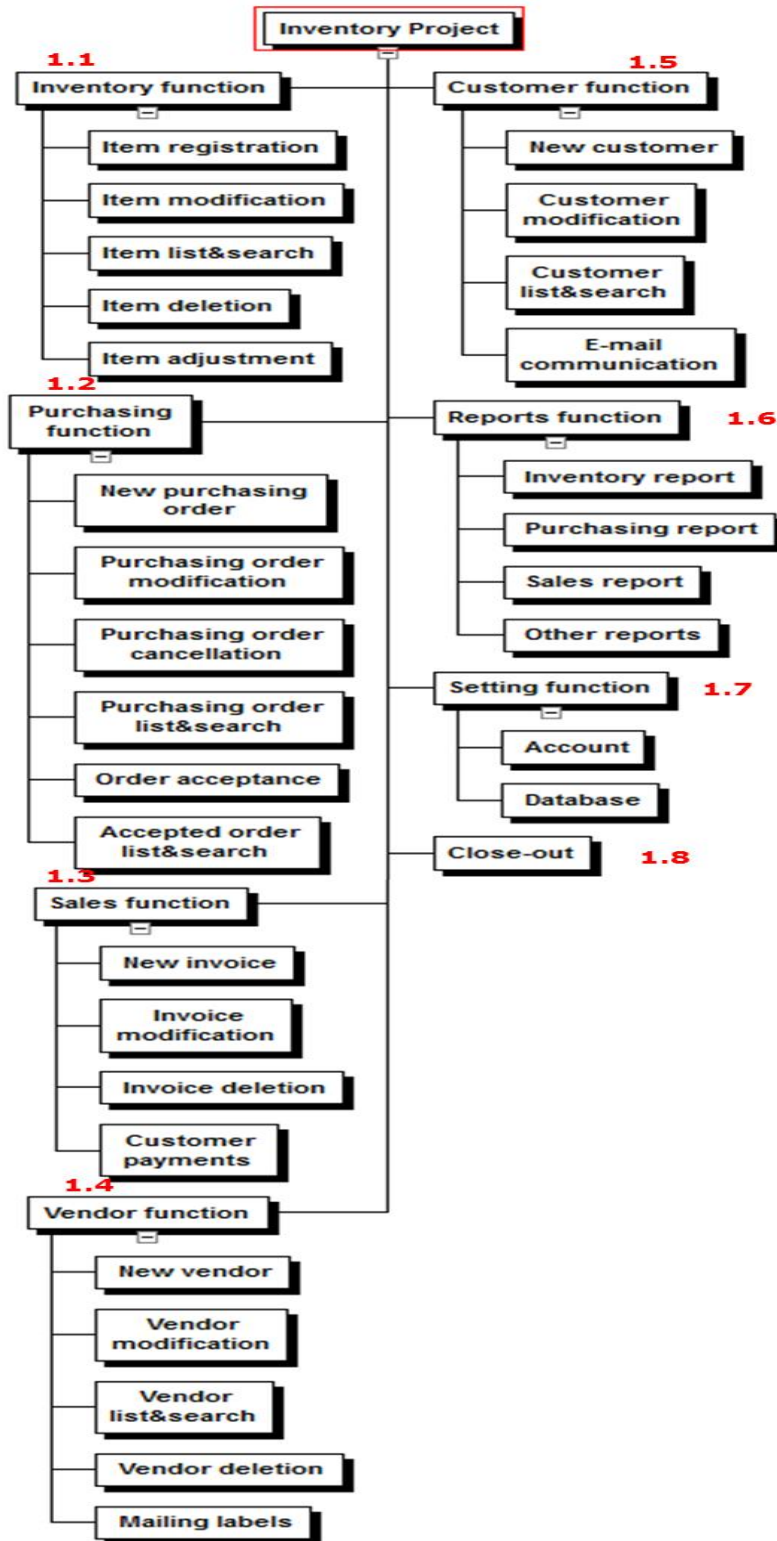 Inventory Project
1.1
Inventory function
Item registration
Item modification
Item list&search
Item deletion
Item adjustment
1.2
Purchasing
function
New purchasing
order
Purchasing order
modification
Purchasing order
cancellation
Purchasing order
list&search
Order acceptance
Accepted order
list&search
1.3
Sales function
New invoice
Invoice
modification
Invoice deletion
Customer
payments
1.4
Vendor function
New vendor
Vendor
modification
Vendor
list&search
Vendor deletion
Mailing labels
1.5
Customer function
New customer
Customer
modification
Customer
list&search
E-mail
communication
Reports function
1.6
Inventory report
Purchasing report
Sales report
Other reports
Setting function
1.7
Account
Database
Close-out
1.8